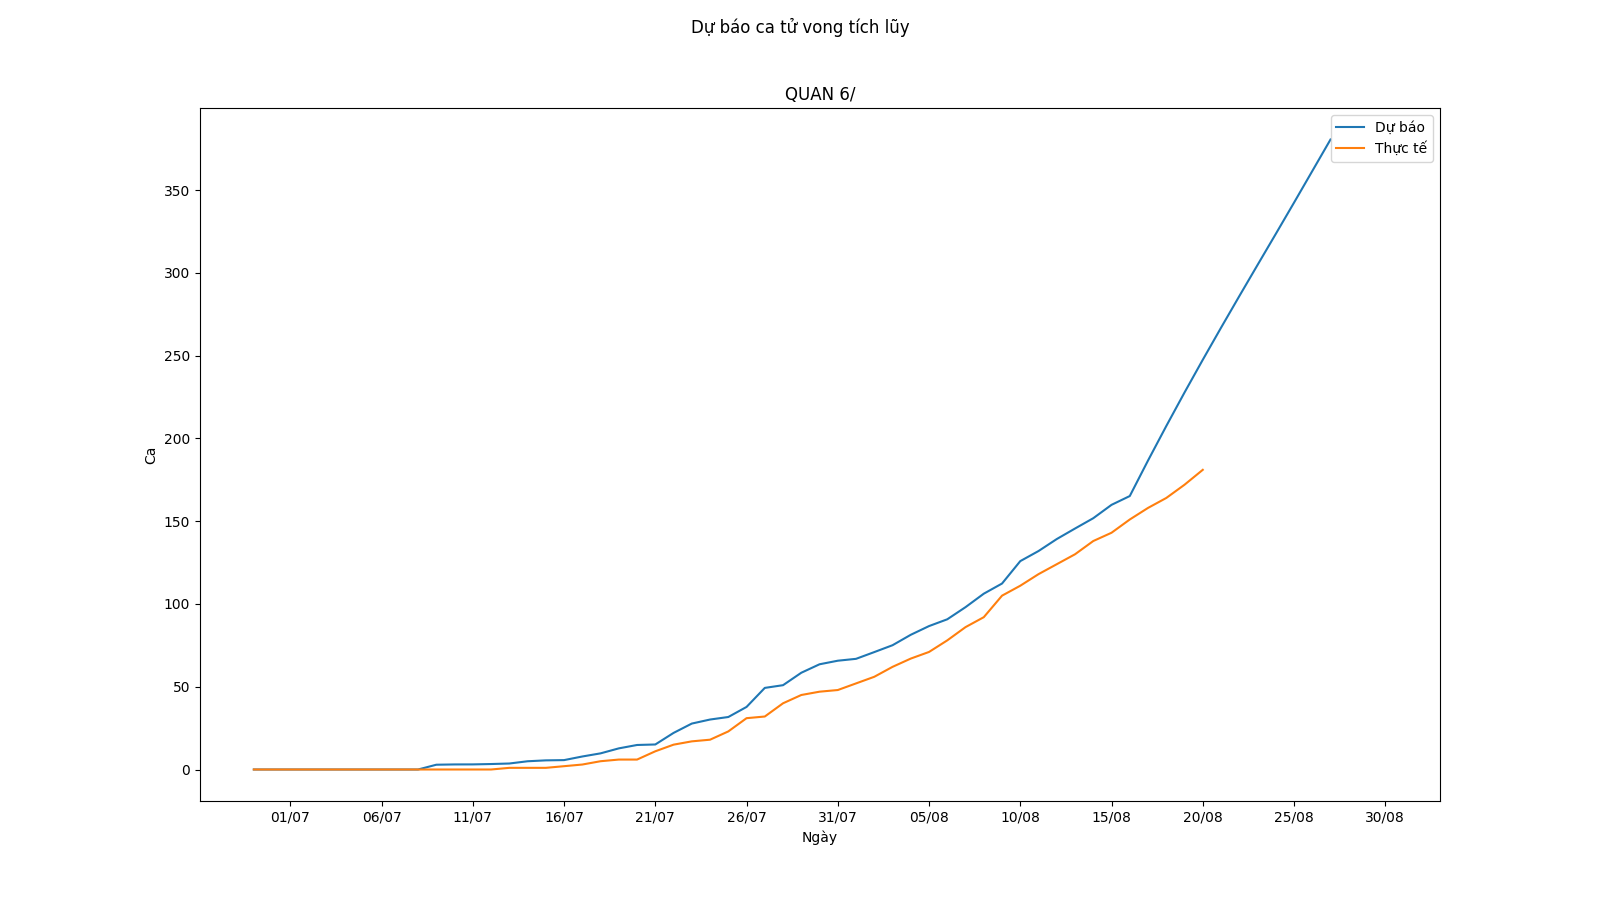 Dự báo ca tử vong tích lũy
QUAN 6/
Dự báo
Thực tế
350
300
250
200
150
100
50
0
Ca
01/07 06/07 11/07 16/07 21/07 26/07 31/07 05/08 10/08 15/08 20/08 25/08 30/08
Ngày